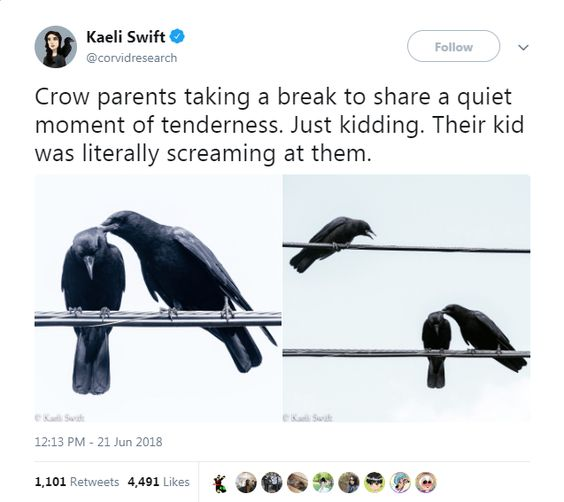 Kaeli Swift
@corvidresearch
Follow
Crow parents taking a break to share a quiet
moment of tenderness. Just kidding. Their kid
was literally screaming at them.
© Kaeli Swift
© Kaeli Swift
12:13 PM - 21 Jun 2018
1,101 Retweets 4,491 Likes